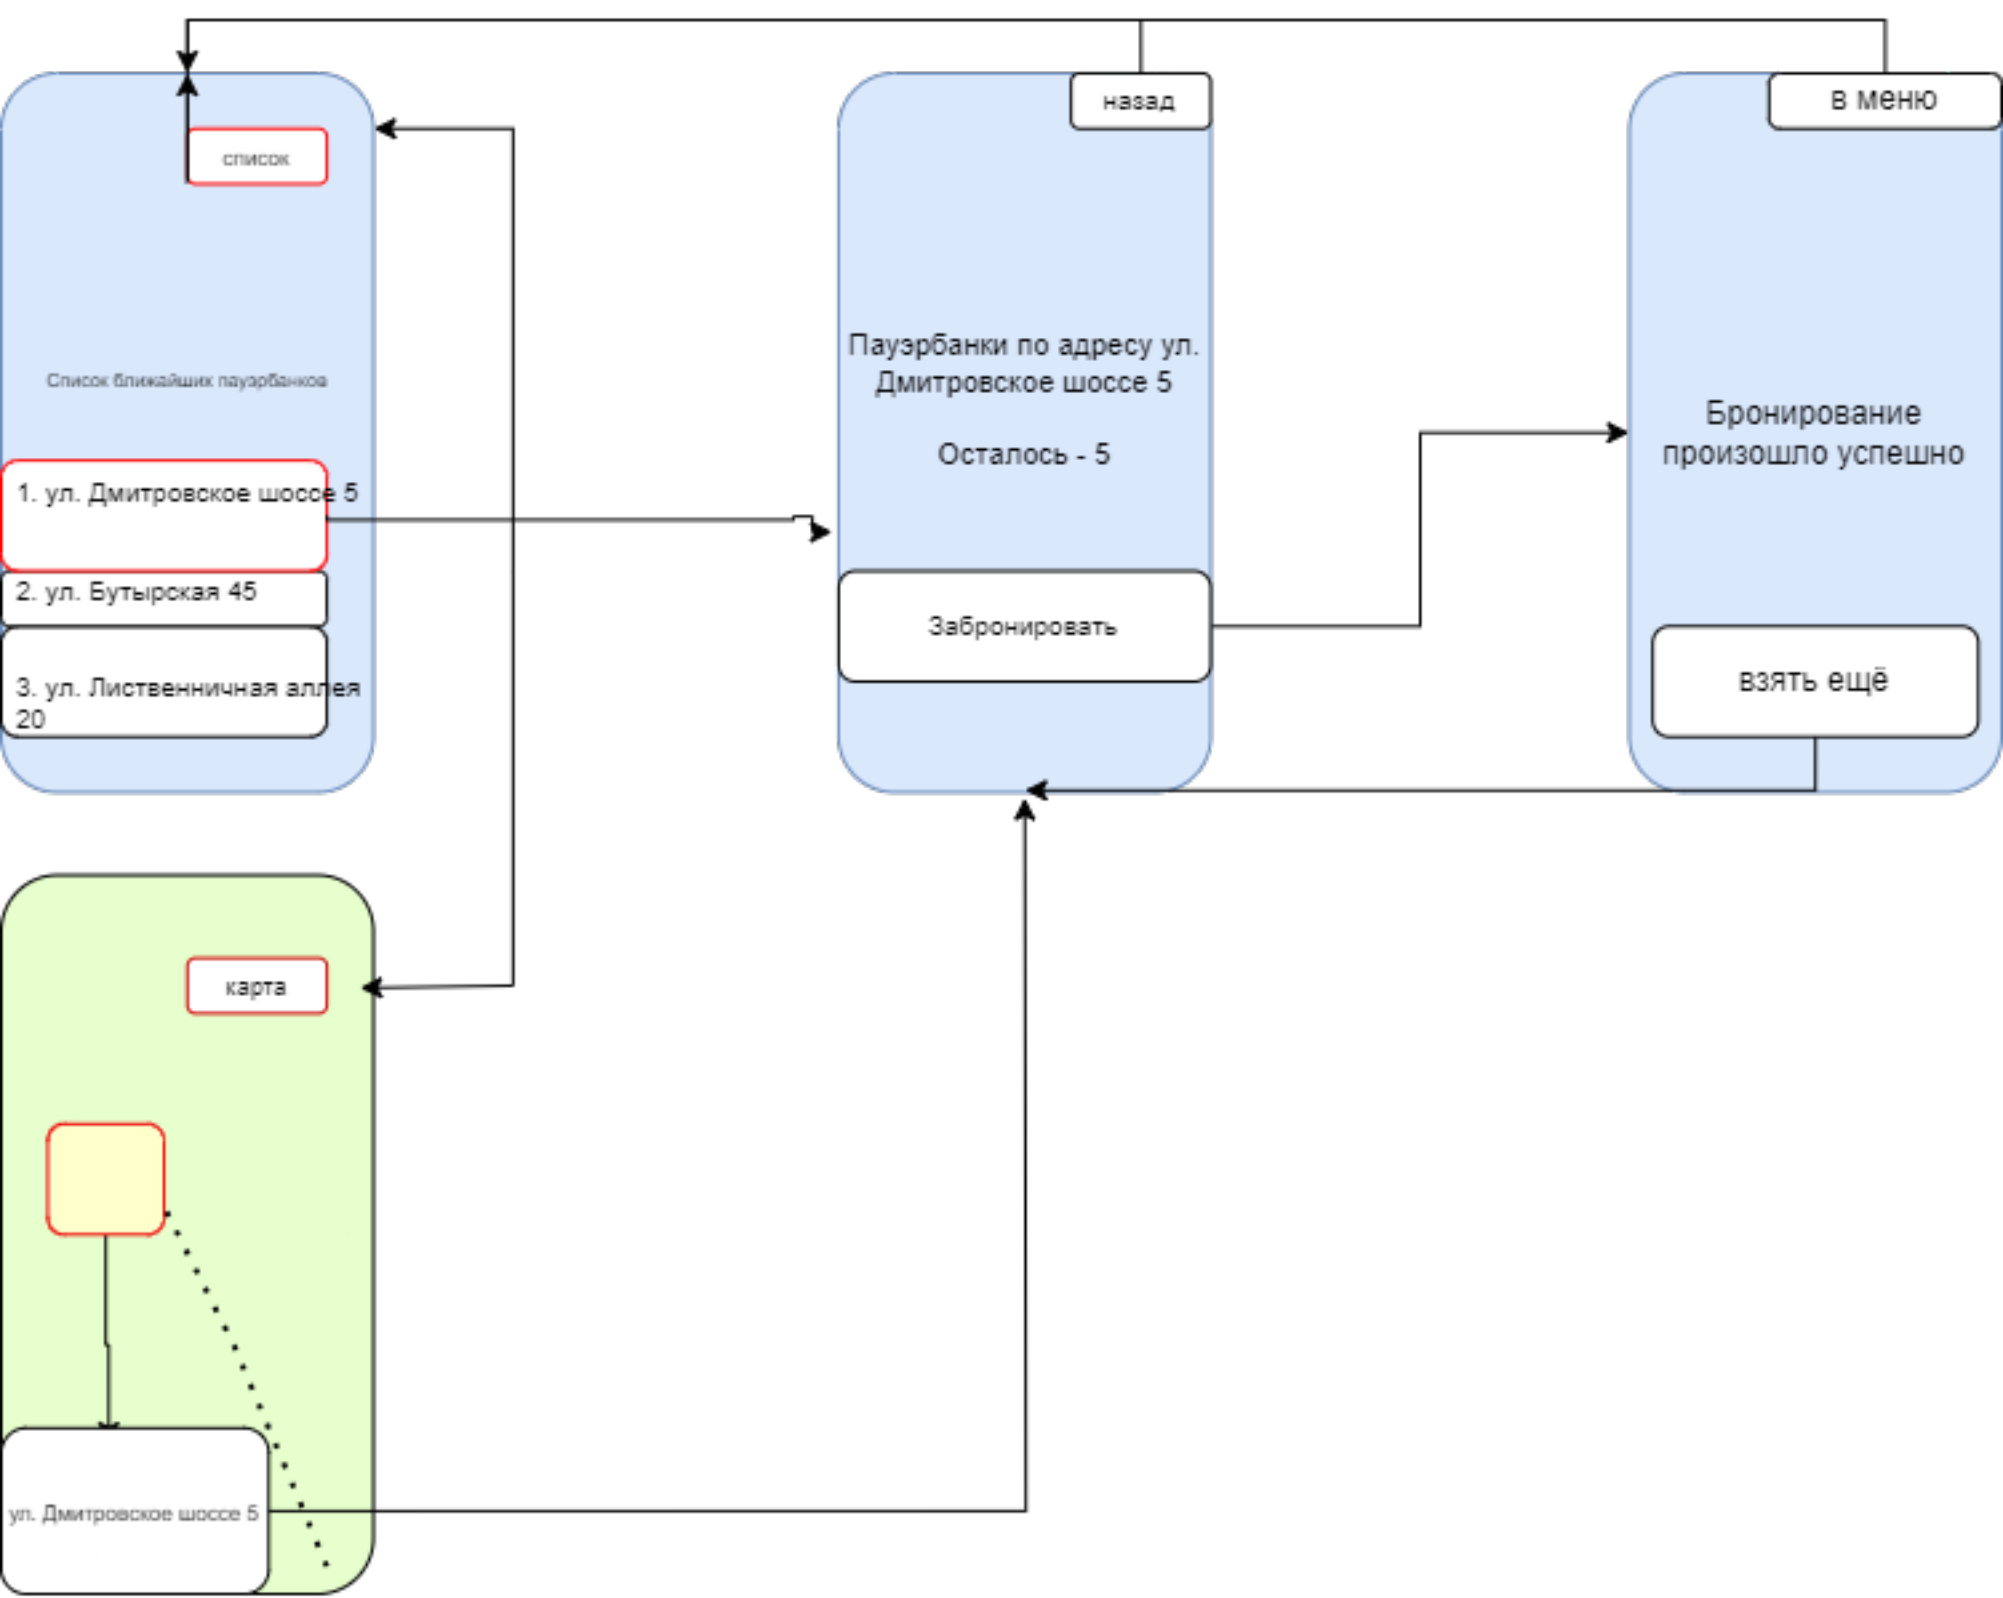 назад
в меню
список
Список ближайших пауэрбанков
1. ул. Дмитровское шоссе 5
2. ул. Бутырская 45
3. ул. Лиственничная аллея
20
Пауэрбанки по адресу ул.
Дмитровское шоссе 5
Осталось - 5
Забронировать
Бронирование
произошло успешно
взять ещё
карта
ул. Дмитровское шоссе 5